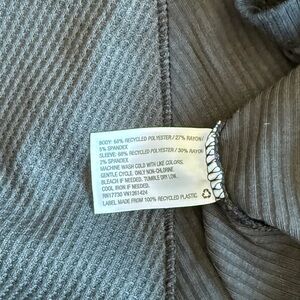 BODY: 68% RECYCLED POLYESTER / 27% RAYON
5% SPANDEX
SLEEVE: 68% RECYCLED POLYESTER / 30% RAYON
2% SPANDEX
MACHINE WASH COLD WITH LIKE COLORS.
GENTLE CYCLE. ONLY NON-CHLORINE
BLEACH IF NEEDED. TUMBLE DRY LOW.
COOL IRON IF NEEDED.
RN17730 VN1261424
LABEL MADE FROM 100% RECYCLED PLASTIC